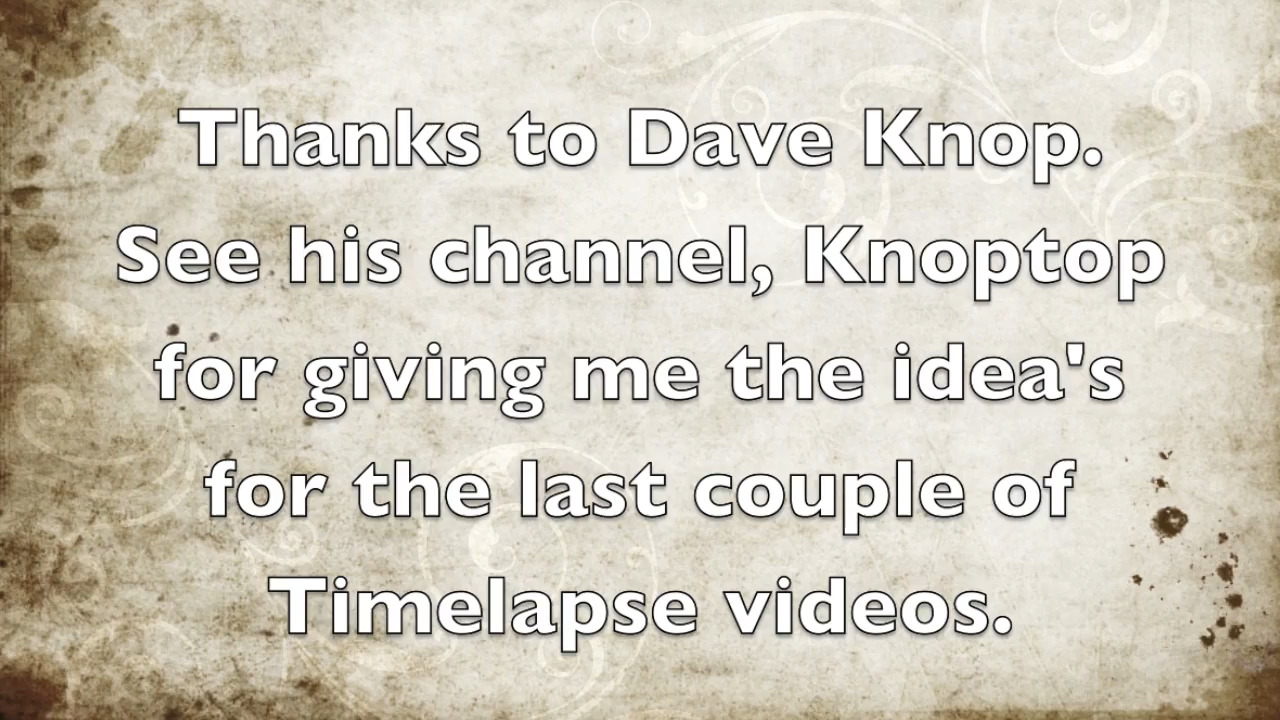 Thanks to Dave Knop.
See his channel, Knoptop
for giving me the idea's
for the last couple of
Timelapse videos.